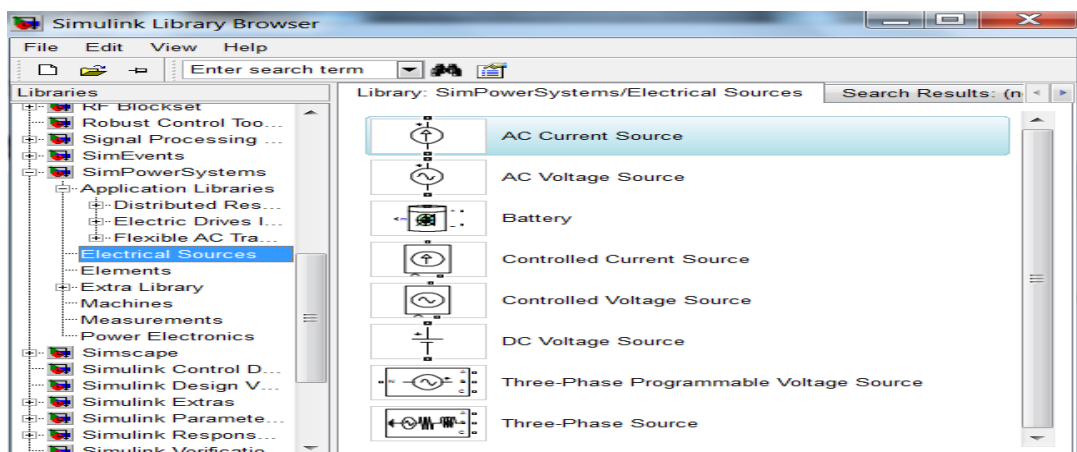 Simulink Library Browser
File Edit View Help
Enter search term
Libraries
Library: SimPowerSystems/Electrical Sources
Search Results: (n
RF Blockset
Robust Control Too...
Signal Processing ...
SimEvents
SimPowerSystems
Application Libraries
Distributed Res...
Electric Drives l...
Flexible AC Tra...
Electrical Sources
Elements
Extra Library
Machines
Measurements
Power Electronics
Simscape
Simulink Control D...
Simulink Design V...
Simulink Extras
Simulink Paramete...
Simulink Respons...
Simulink Verificatio...
AC Current Source
AC Voltage Source
Battery
Controlled Current Source
Controlled Voltage Source
DC Voltage Source
Three-Phase Programmable Voltage Source
Three-Phase Source